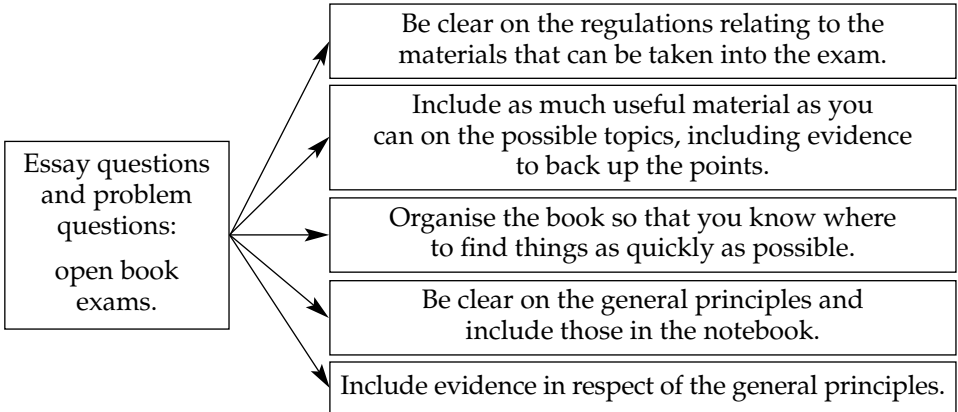 Essay questions
and problem
questions:
open book
exams.
Be clear on the regulations relating to the
materials that can be taken into the exam.
Include as much useful material as you
can on the possible topics, including evidence
to back up the points.
Organise the book so that you know where
to find things as quickly as possible.
Be clear on the general principles and
include those in the notebook.
Include evidence in respect of the general principles.